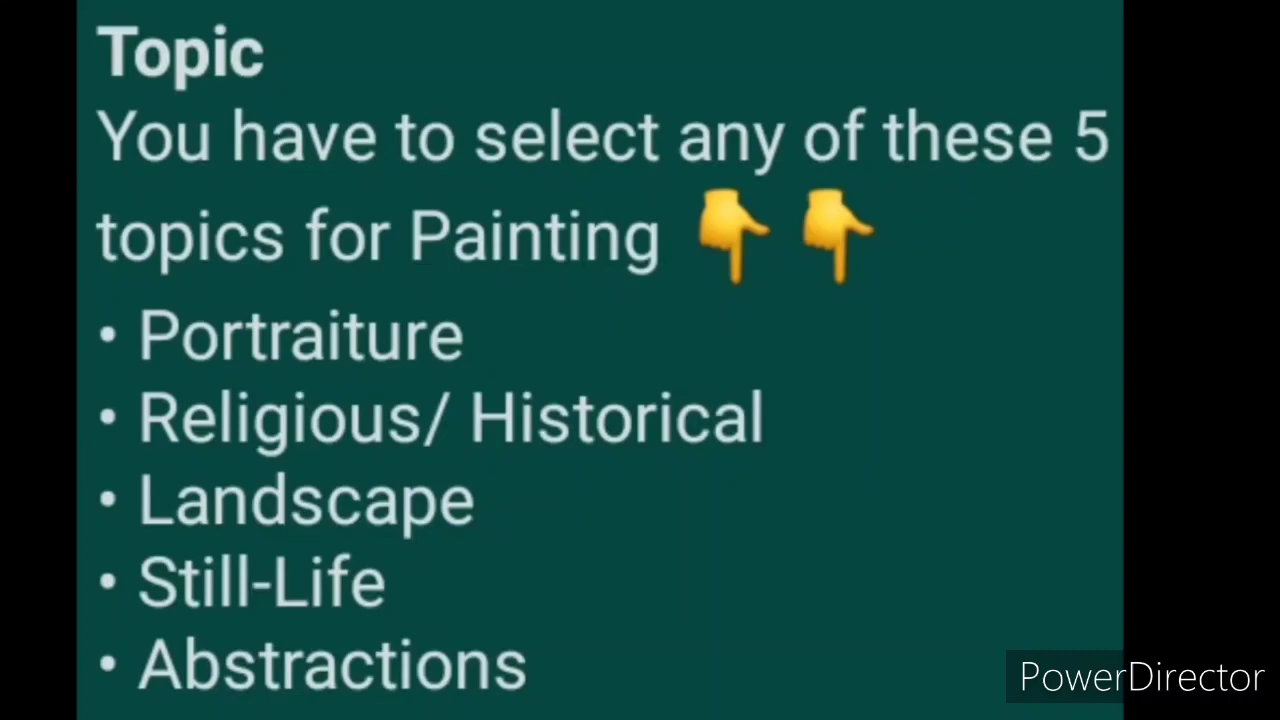 Topic
You have to select any of these 5
topics for Painting 👇👇
• Portraiture
• Religious/ Historical
• Landscape
• Still-Life
• Abstractions
PowerDirector